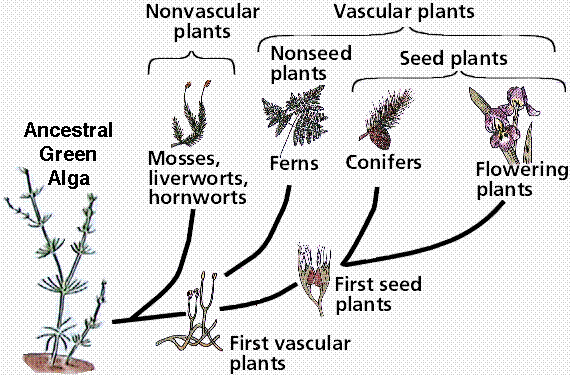 Nonvascular
plants
Vascular plants
Nonseed
plants
Seed plants
Ancestral
Green
Alga
Mosses,
liverworts,
hornworts
Ferns
Conifers
Flowering
plants
First seed
plants
First vascular
plants